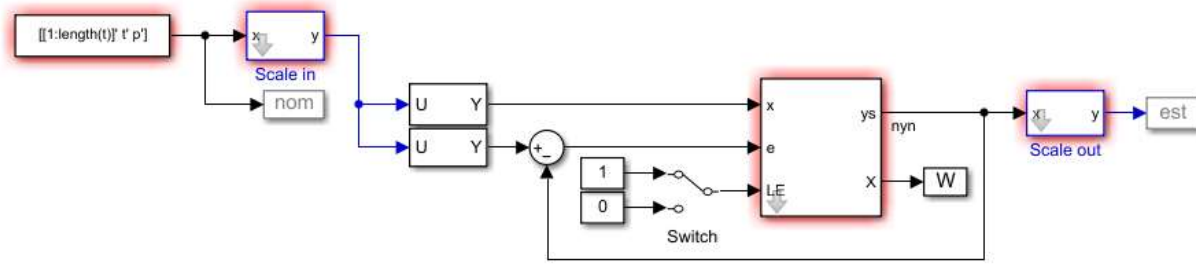 [[1:length(t)]' t' p']
x y
Scale in
nom
U Y
U Y
+
−
x
e
LE
ys
X
nyn
1
0
Switch
W
x y
Scale out
est